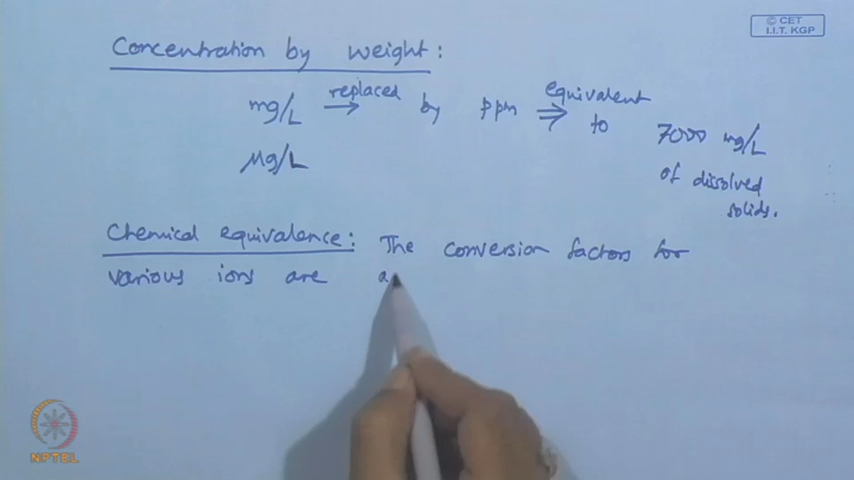 © CET
I.I.T. KGP
Concentration by weight:
mg/L replaced by ppm equivalent to 7000 mg/L
µg/L of dissolved solids.
Chemical equivalence: The conversion factors for
various ions are a
NPTEL